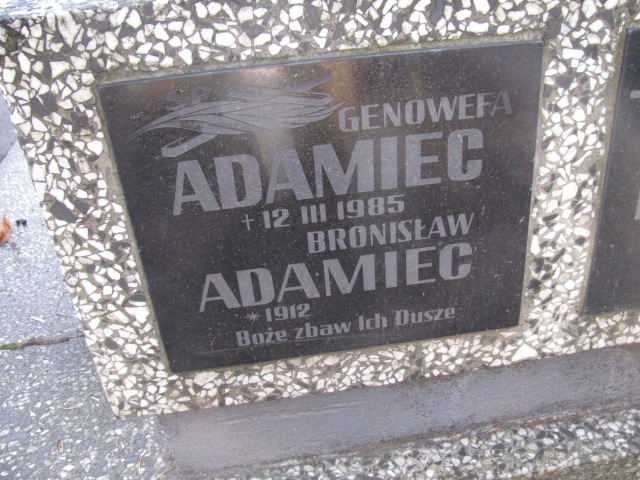 Ś.P.
GENOWEFA
ADAMIEC
+ 12 III 1985
BRONISŁAW
ADAMIEC
* 1912
Boże zbaw Ich Dusze